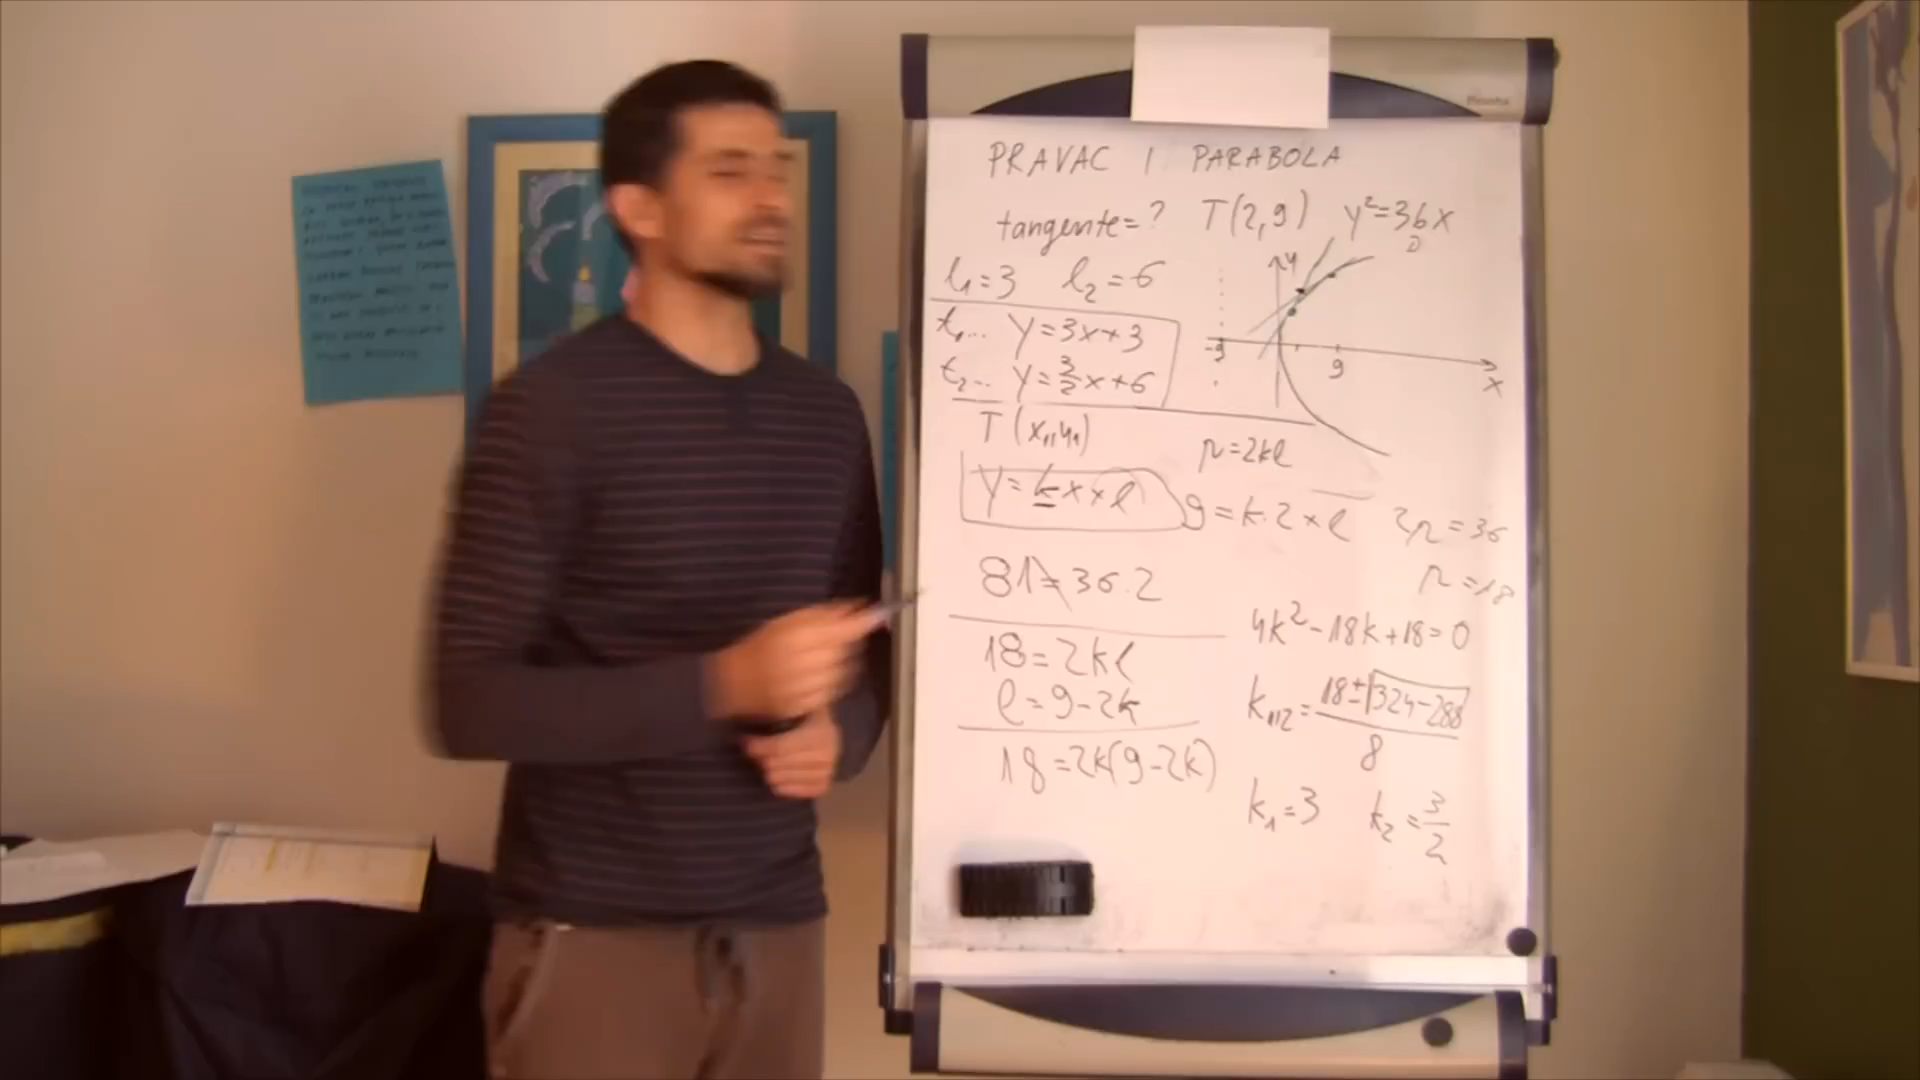 Piranha
PRAVAC I PARABOLA
tangente=? T(2,9) y²=36x
l₁=3 l₂=6
t₁... y=3x+3
t₂... y=3/2x+6
y
-9
9
x
T(x₁,y₁)
p=2kl
y=kx+l
9=k·2+l
2p=36
p=18
81=36·2
4k²-18k+18=0
18=2kl
l=9-2k
k₁,₂=18±√324-288/8
18=2k(9-2k)
k₁=3 k₂=3/2